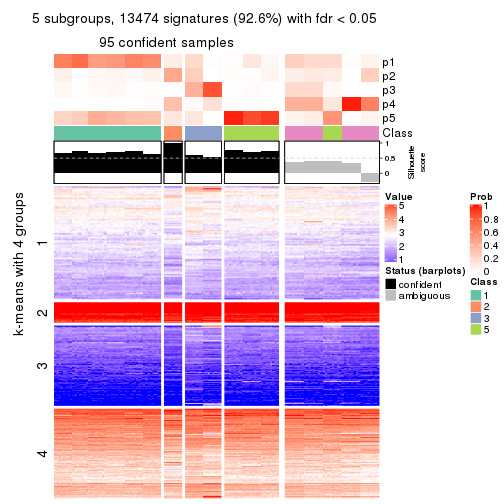 5 subgroups, 13474 signatures (92.6%) with fdr < 0.05
95 confident samples
p1
p2
p3
p4
p5
Class
1
0.5
0
Silhouette
score
k-means with 4 groups
1
2
3
4
Value
5
4
3
2
1
Status (barplots)
confident
ambiguous
Prob
1
0.8
0.6
0.4
0.2
0
Class
1
2
3
5